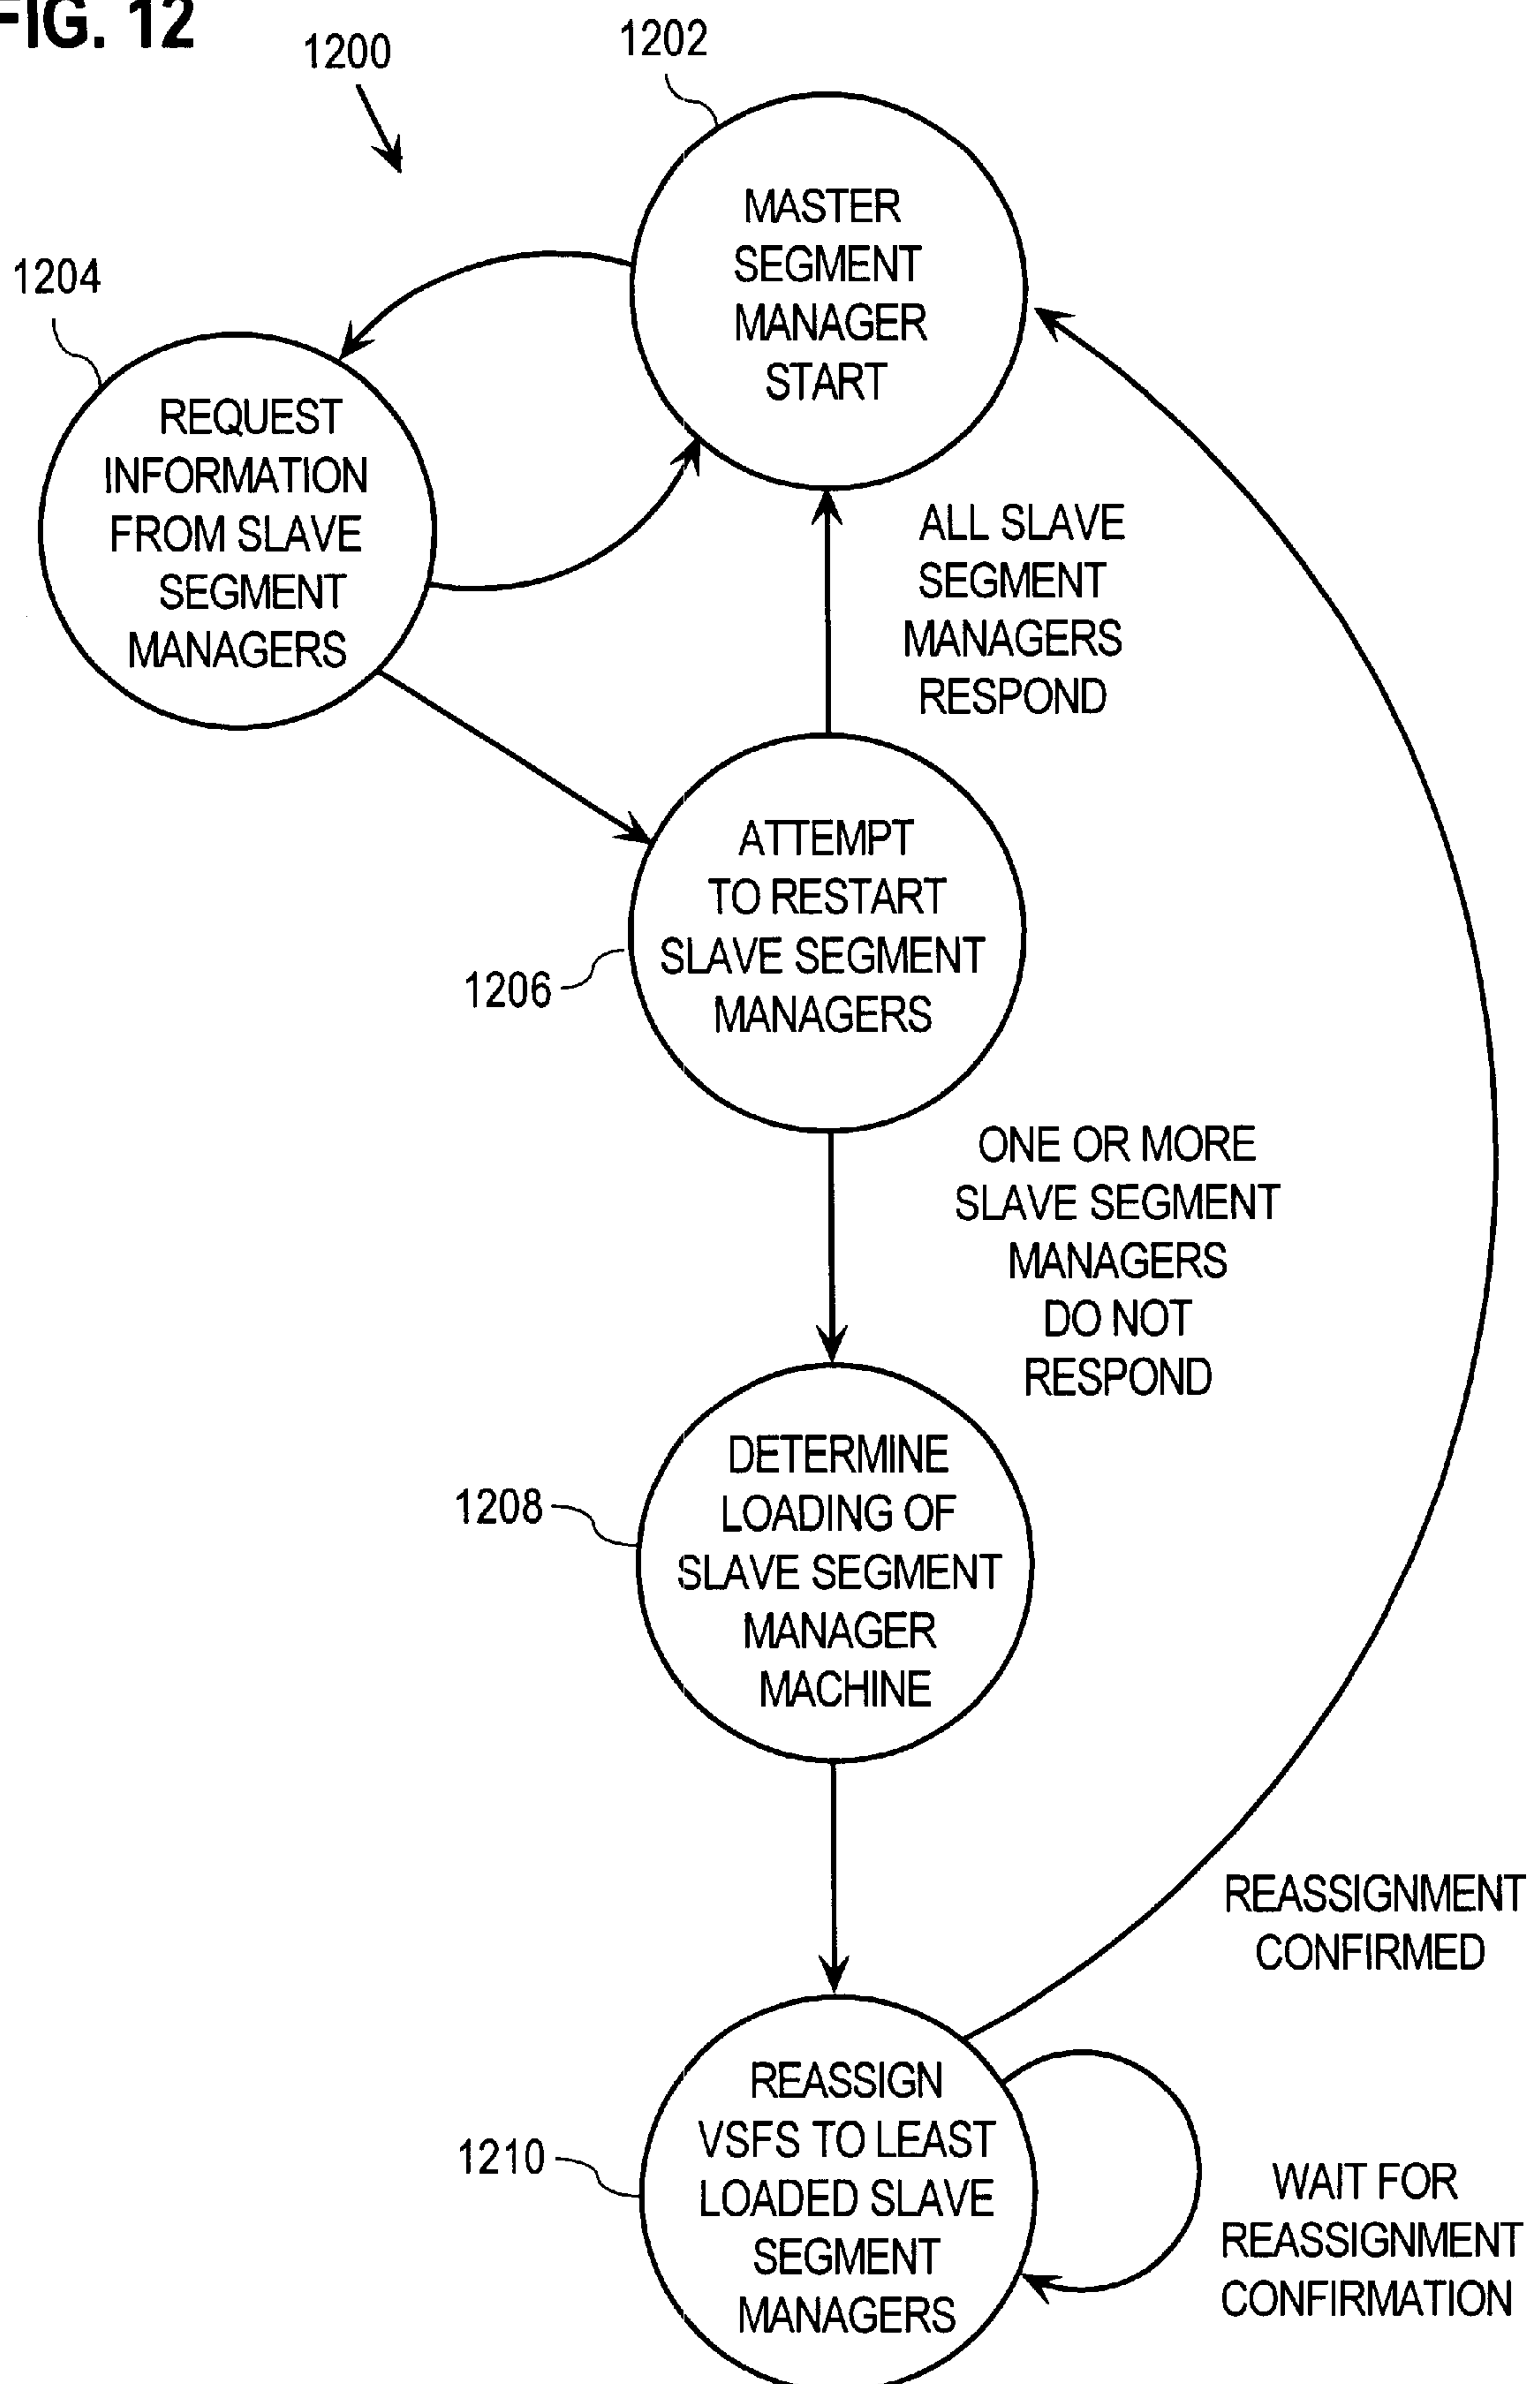 FIG. 12
1200
1202
MASTER
SEGMENT
MANAGER
START
1204
REQUEST
INFORMATION
FROM SLAVE
SEGMENT
MANAGERS
ALL SLAVE
SEGMENT
MANAGERS
RESPOND
ATTEMPT
TO RESTART
SLAVE SEGMENT
MANAGERS
1206
ONE OR MORE
SLAVE SEGMENT
MANAGERS
DO NOT
RESPOND
DETERMINE
LOADING OF
SLAVE SEGMENT
MANAGER
MACHINE
1208
REASSIGNMENT
CONFIRMED
REASSIGN
VSFS TO LEAST
LOADED SLAVE
SEGMENT
MANAGERS
1210
WAIT FOR
REASSIGNMENT
CONFIRMATION